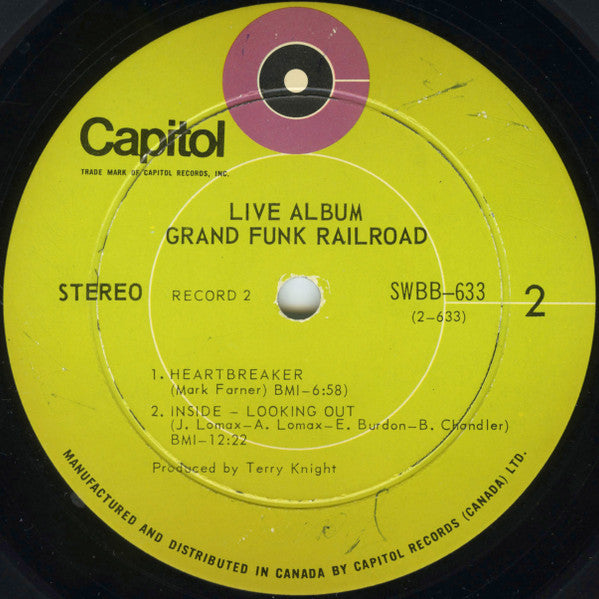 Capitol
TRADE MARK OF CAPITOL RECORDS, INC.
LIVE ALBUM
GRAND FUNK RAILROAD
STEREO RECORD 2 SWBB-633 2
(2-633)
1. HEARTBREAKER
(Mark Farner) BMI-6:58)
2. INSIDE - LOOKING OUT
(J. Lomax-A. Lomax-E. Burdon-B. Chandler)
BMI-12:22
Produced by Terry Knight
MANUFACTURED AND DISTRIBUTED IN CANADA BY CAPITOL RECORDS (CANADA) LTD.